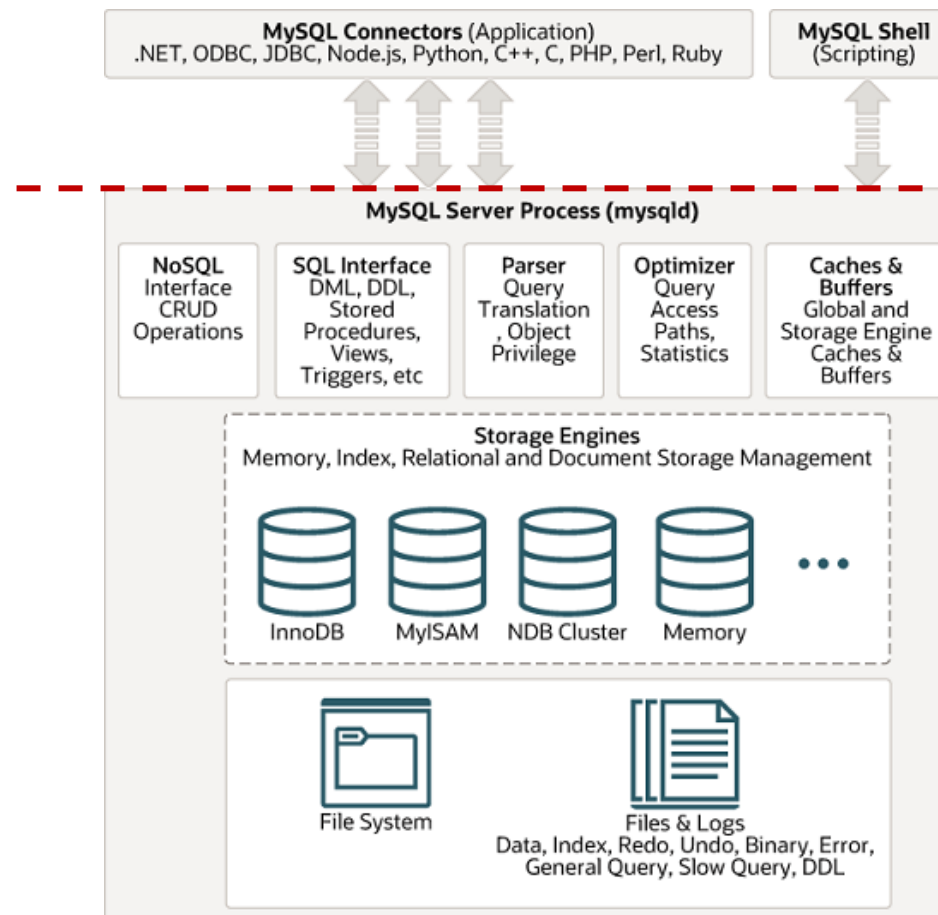 MySQL Connectors (Application)
.NET, ODBC, JDBC, Node.js, Python, C++, C, PHP, Perl, Ruby
MySQL Shell
(Scripting)
MySQL Server Process (mysqld)
NoSQL
Interface
CRUD
Operations
SQL Interface
DML, DDL,
Stored
Procedures,
Views,
Triggers, etc
Parser
Query
Translation
, Object
Privilege
Optimizer
Query
Access
Paths,
Statistics
Caches &
Buffers
Global and
Storage Engine
Caches &
Buffers
Storage Engines
Memory, Index, Relational and Document Storage Management
InnoDB
MyISAM
NDB Cluster
Memory
File System
Files & Logs
Data, Index, Redo, Undo, Binary, Error,
General Query, Slow Query, DDL